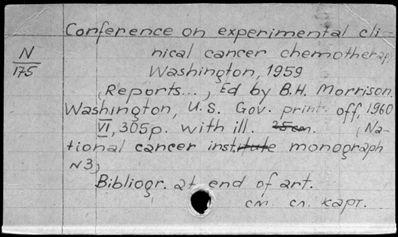 Conference on experimental cli-
N
175
nical cancer chemotherap.
Washington, 1959
(Reports..., Ed by B.H. Morrison,
Washington, U.S. Gov. print. off, 1960
VI, 305p. with ill. 25cm. (Na-
tional cancer institute monograph
N3)
Bibliogr. at end of art.
см. сл. карт.